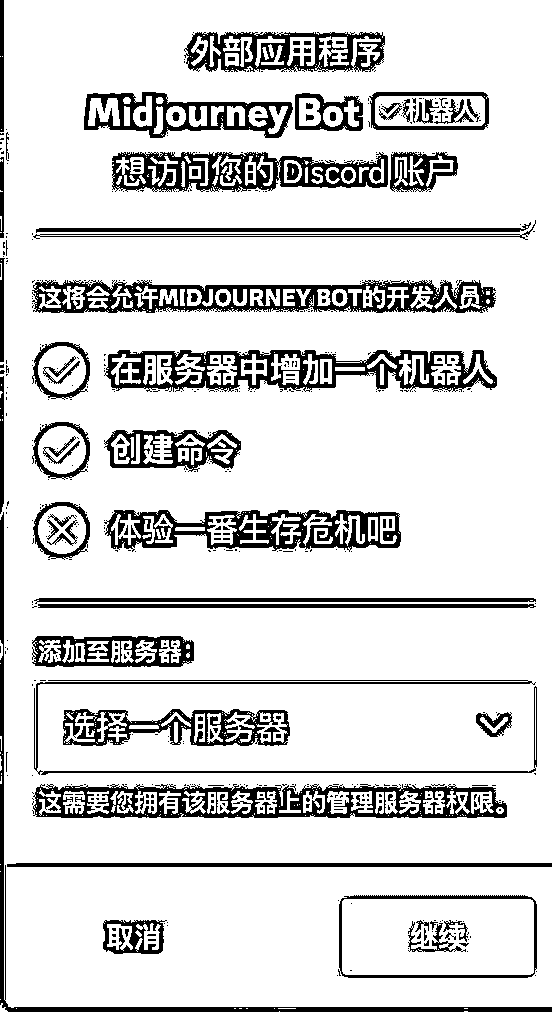 外部应用程序
Midjourney Bot 机器人
想访问您的 Discord 账户
这将会允许MIDJOURNEY BOT的开发人员：
在服务器中增加一个机器人
创建命令
体验一番生存危机吧
添加至服务器：
选择一个服务器
这需要您拥有该服务器上的管理服务器权限。
取消
继续